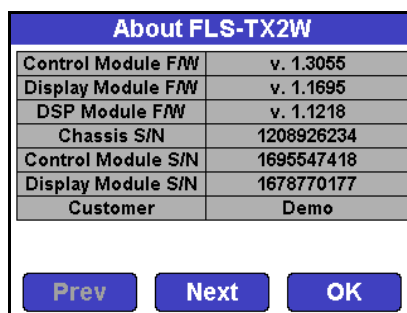 About FLS-TX2W
Control Module F/W v. 1.3055
Display Module F/W v. 1.1695
DSP Module F/W v. 1.1218
Chassis S/N 1208926234
Control Module S/N 1695547418
Display Module S/N 1678770177
Customer Demo
Prev Next OK